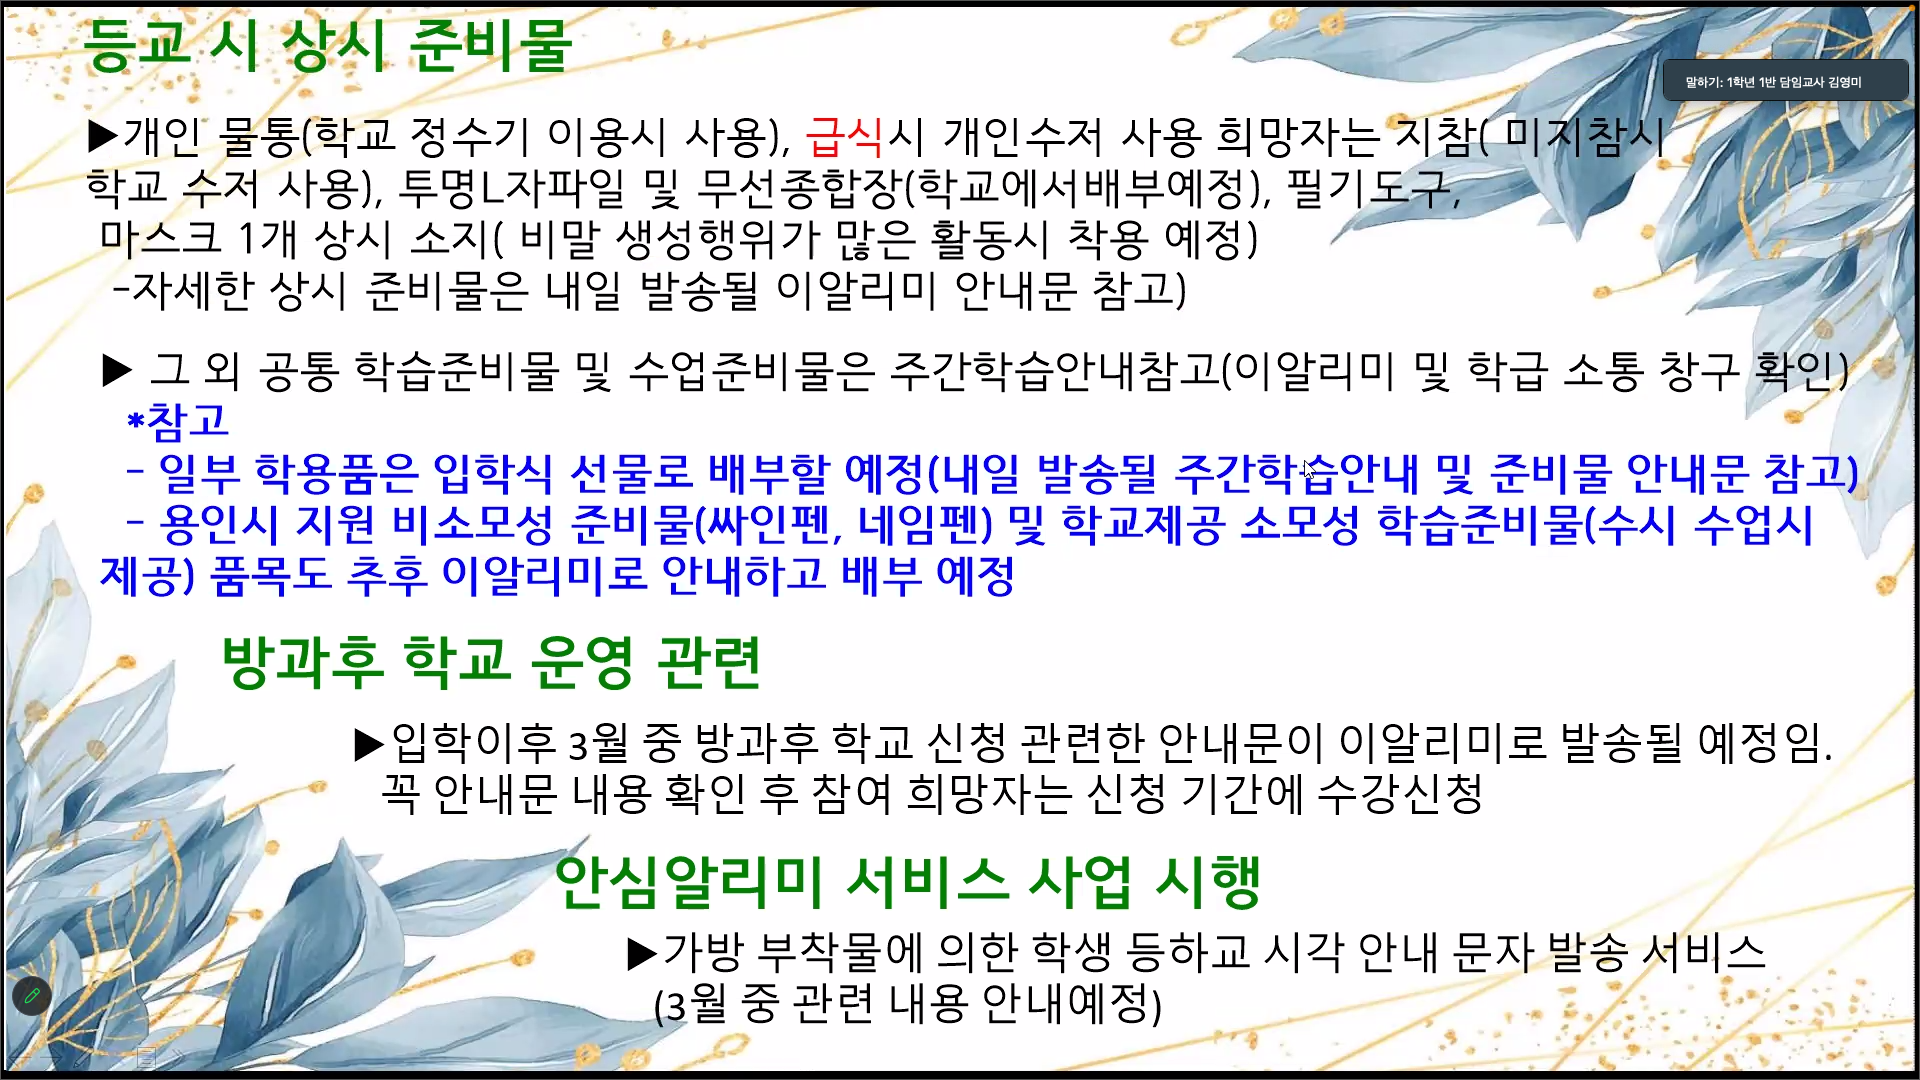 등교 시 상시 준비물
말하기: 1학년 1반 담임교사 김영미
▶개인 물통(학교 정수기 이용시 사용), 급식시 개인수저 사용 희망자는 지참( 미지참시
학교 수저 사용), 투명L자파일 및 무선종합장(학교에서배부예정), 필기도구,
마스크 1개 상시 소지( 비말 생성행위가 많은 활동시 착용 예정)
-자세한 상시 준비물은 내일 발송될 이알리미 안내문 참고)
▶ 그 외 공통 학습준비물 및 수업준비물은 주간학습안내참고(이알리미 및 학급 소통 창구 확인)
*참고
- 일부 학용품은 입학식 선물로 배부할 예정(내일 발송될 주간학습안내 및 준비물 안내문 참고)
- 용인시 지원 비소모성 준비물(싸인펜, 네임펜) 및 학교제공 소모성 학습준비물(수시 수업시
제공) 품목도 추후 이알리미로 안내하고 배부 예정
방과후 학교 운영 관련
▶입학이후 3월 중 방과후 학교 신청 관련한 안내문이 이알리미로 발송될 예정임.
꼭 안내문 내용 확인 후 참여 희망자는 신청 기간에 수강신청
안심알리미 서비스 사업 시행
▶가방 부착물에 의한 학생 등하교 시각 안내 문자 발송 서비스
(3월 중 관련 내용 안내예정)